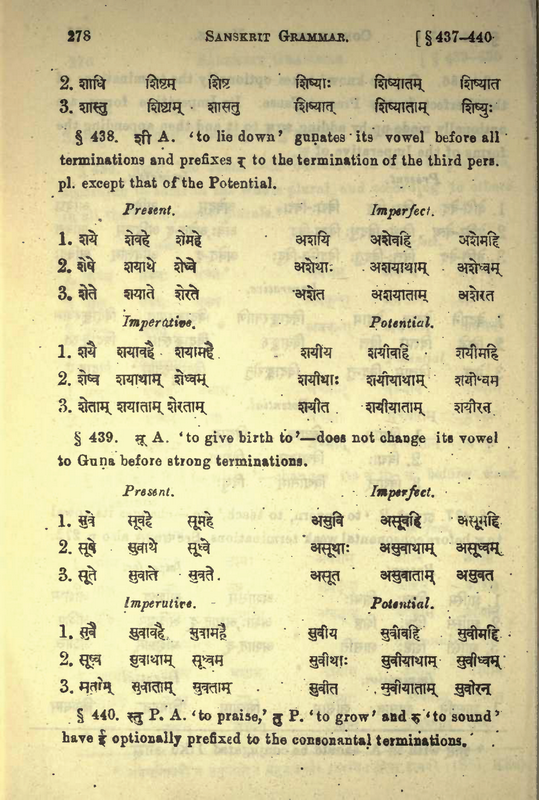 278 SANSKRIT GRAMMAR. [ § 437–440
2. शाधि शिष्टम् शिष्ट शिष्याः शिष्यातम् शिष्यात
3. शास्तु शिष्टाम् शासतु शिष्यात् शिष्याताम् शिष्युः
§ 438. शी A. ‘to lie down’ guṇates its vowel before all
terminations and prefixes र् to the termination of the third pers.
pl. except that of the Potential.
Present. Imperfect.
1. शये शेवहे शेमहे अशयि अशेवहि अशेमहि
2. शेषे शयाथे शेध्वे अशेथाः अशयाथाम् अशेध्वम्
3. शेते शयाते शेरते अशेत अशयाताम् अशेरत
Imperative. Potential.
1. शयै शयावहै शयामहै शयीय शयीवहि शयीमहि
2. शेष्व शयाथाम् शेध्वम् शयीथाः शयीयाथाम् शयीध्वम्
3. शेताम् शयाताम् शेरताम् शयीत शयीयाताम् शयीरन्
§ 439. सू A. ‘to give birth to’—does not change its vowel
to Guṇa before strong terminations.
Present. Imperfect.
1. सुवे सूवहे सूमहे असुवि असूवहि असूमहि
2. सूषे सुवाथे सूध्वे असूथाः असुवाथाम् असूध्वम्
3. सूते सुवाते सुवते. असूत असुवाताम् असुवत
Imperative. Potential.
1. सुवै सुवावहै सुवामहै सुवीय सुवीवहि सुवीमहि
2. सूष्व सुवाथाम् सूध्वम् सुवीथाः सुवीयाथाम् सुवीध्वम्
3. सूताम् सुवाताम् सुवताम् सुवीत सुवीयाताम् सुवीरन्
§ 440. स्तु P. A. ‘to praise,’ तु P. ‘to grow’ and रु ‘to sound’
have ई optionally prefixed to the consonantal terminations.